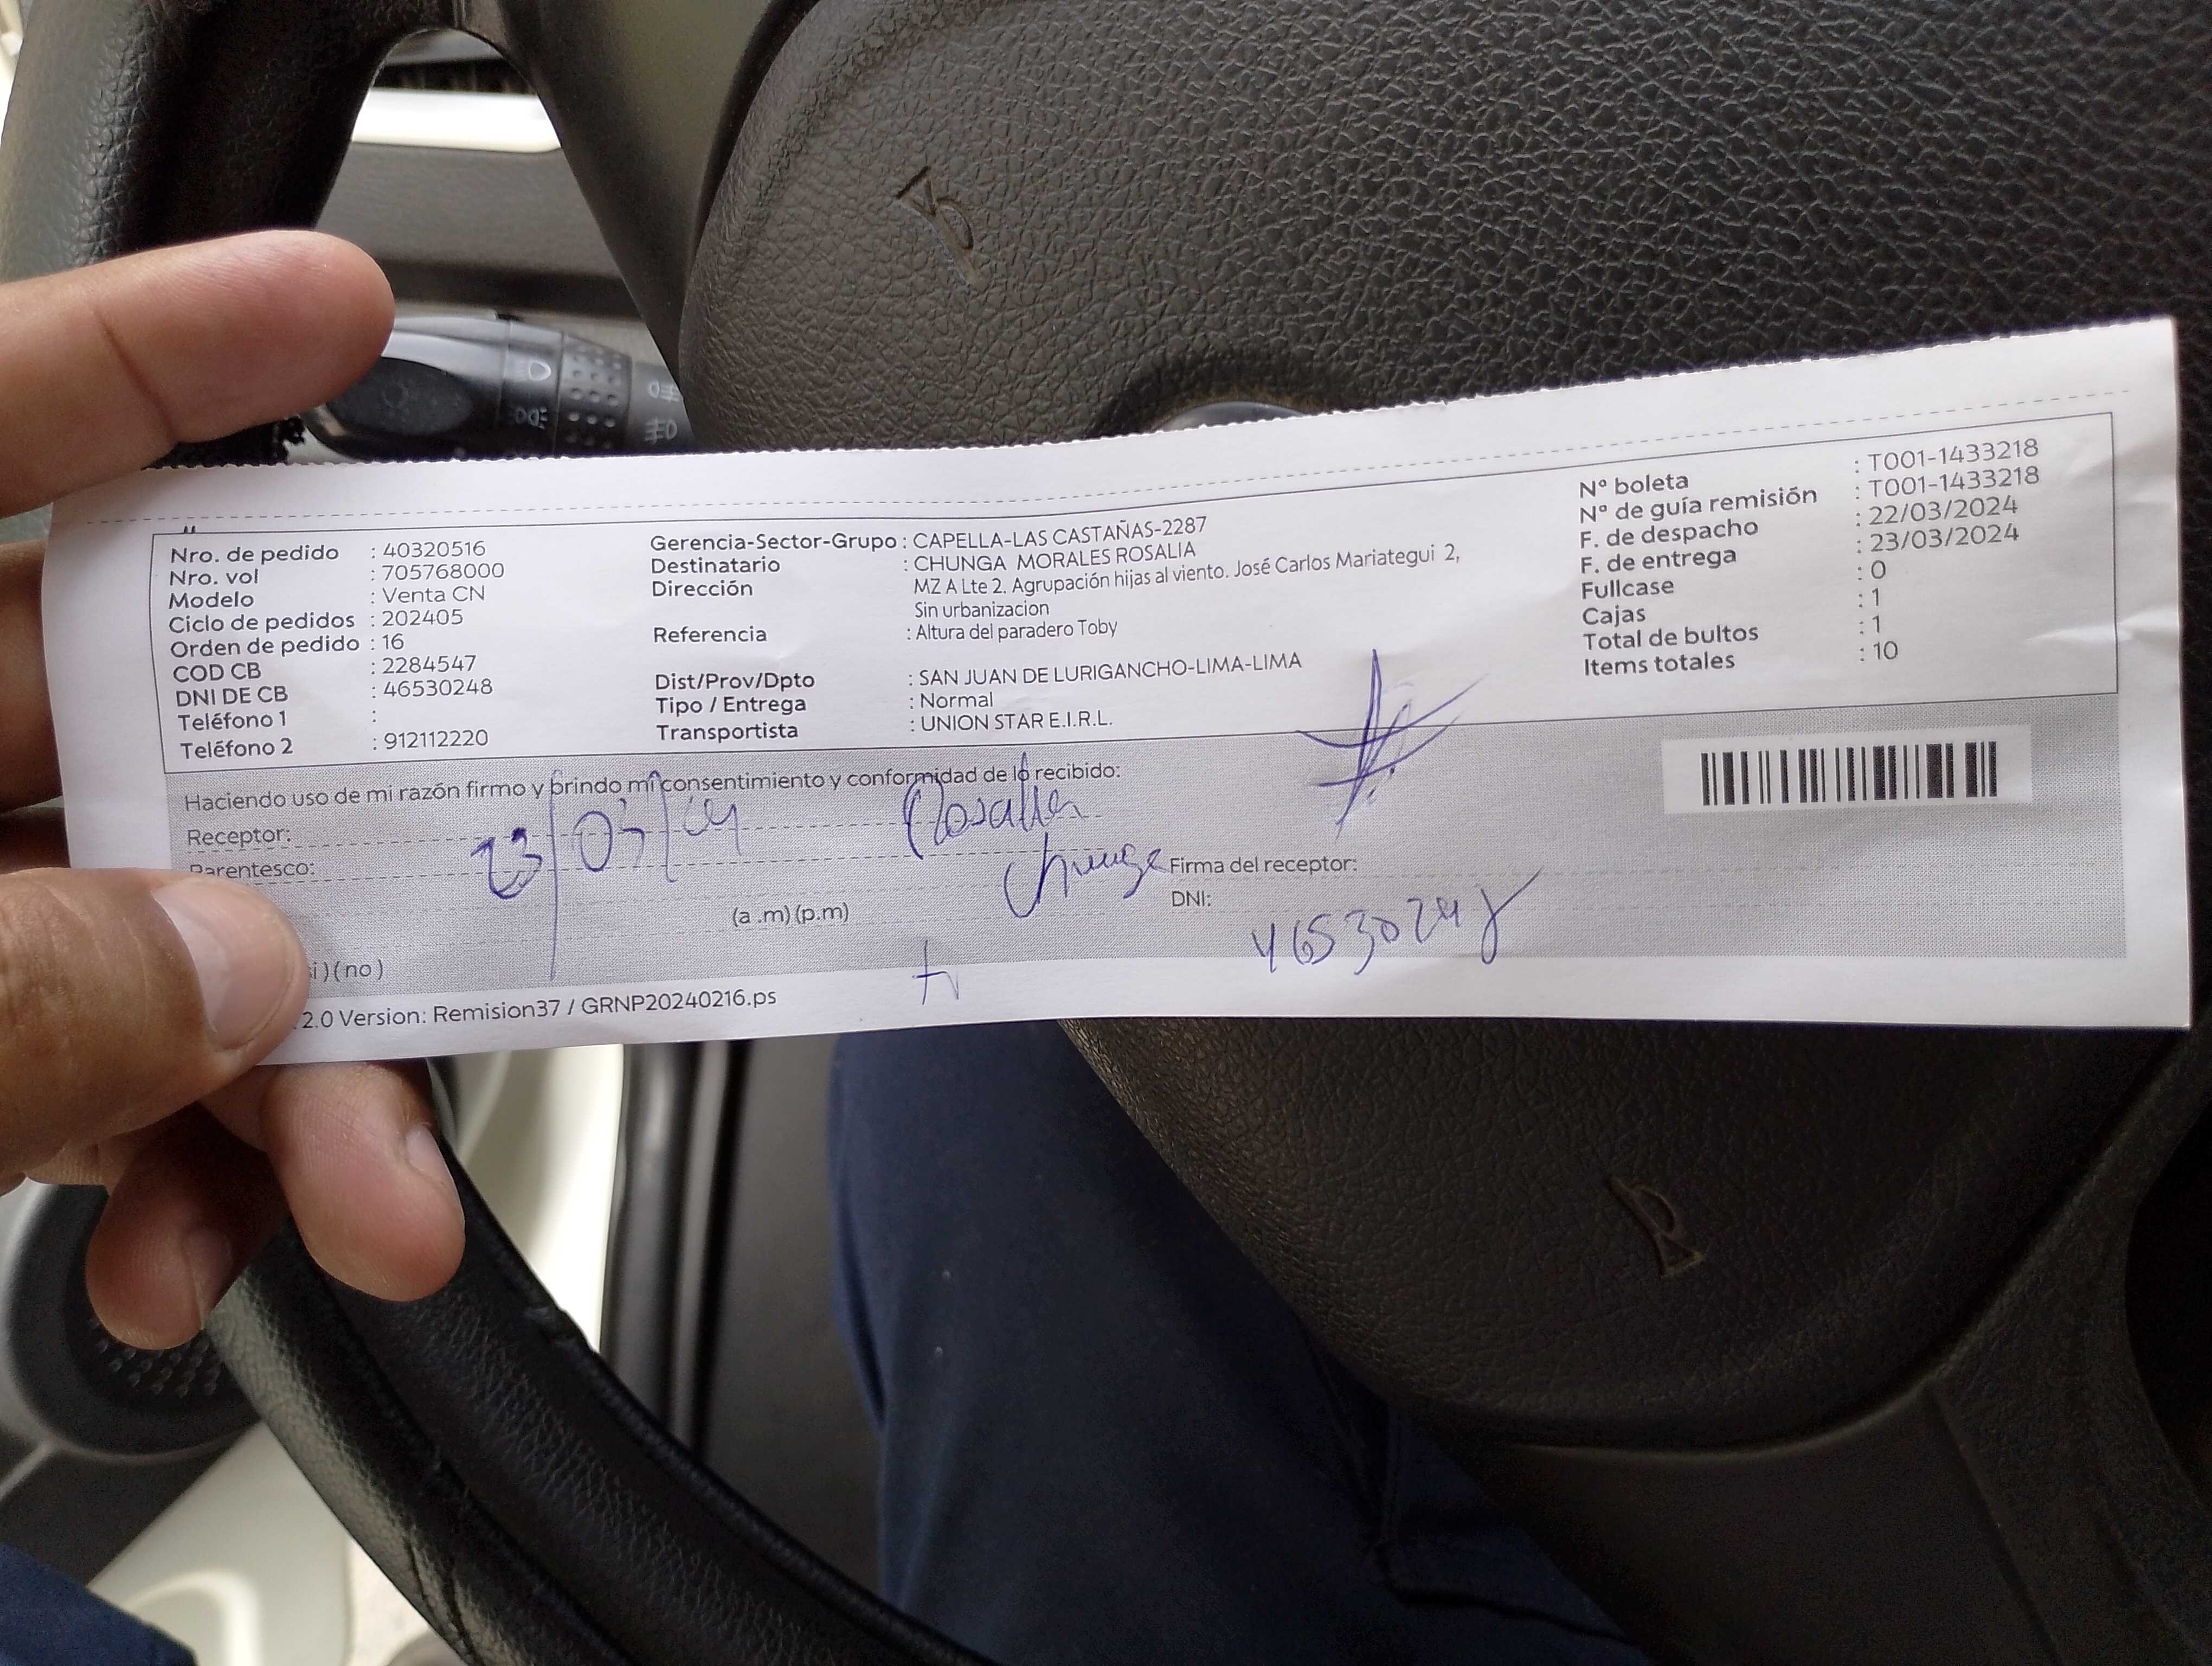 Nro. de pedido : 40320516
Nro. vol : 705768000
Modelo : Venta CN
Ciclo de pedidos : 202405
Orden de pedido : 16
COD CB : 2284547
DNI DE CB : 46530248
Teléfono 1 :
Teléfono 2 : 912112220
Gerencia-Sector-Grupo : CAPELLA-LAS CASTAÑAS-2287
Destinatario : CHUNGA MORALES ROSALIA
Dirección MZ A Lte 2. Agrupación hijas al viento. José Carlos Mariategui 2,
Sin urbanizacion
Referencia : Altura del paradero Toby
Dist/Prov/Dpto : SAN JUAN DE LURIGANCHO-LIMA-LIMA
Tipo / Entrega : Normal
Transportista : UNION STAR E.I.R.L.
N° boleta : T001-1433218
N° de guía remisión : T001-1433218
F. de despacho : 22/03/2024
F. de entrega : 23/03/2024
Fullcase : 0
Cajas : 1
Total de bultos : 1
Items totales : 10
Haciendo uso de mi razón firmo y brindo mi consentimiento y conformidad de lo recibido:
Receptor:
23/03/24 Rosalia
Chunga
Parentesco:
Firma del receptor:
DNI:
46530248
(a .m) (p.m)
) (no)
2.0 Version: Remision37 / GRNP20240216.ps